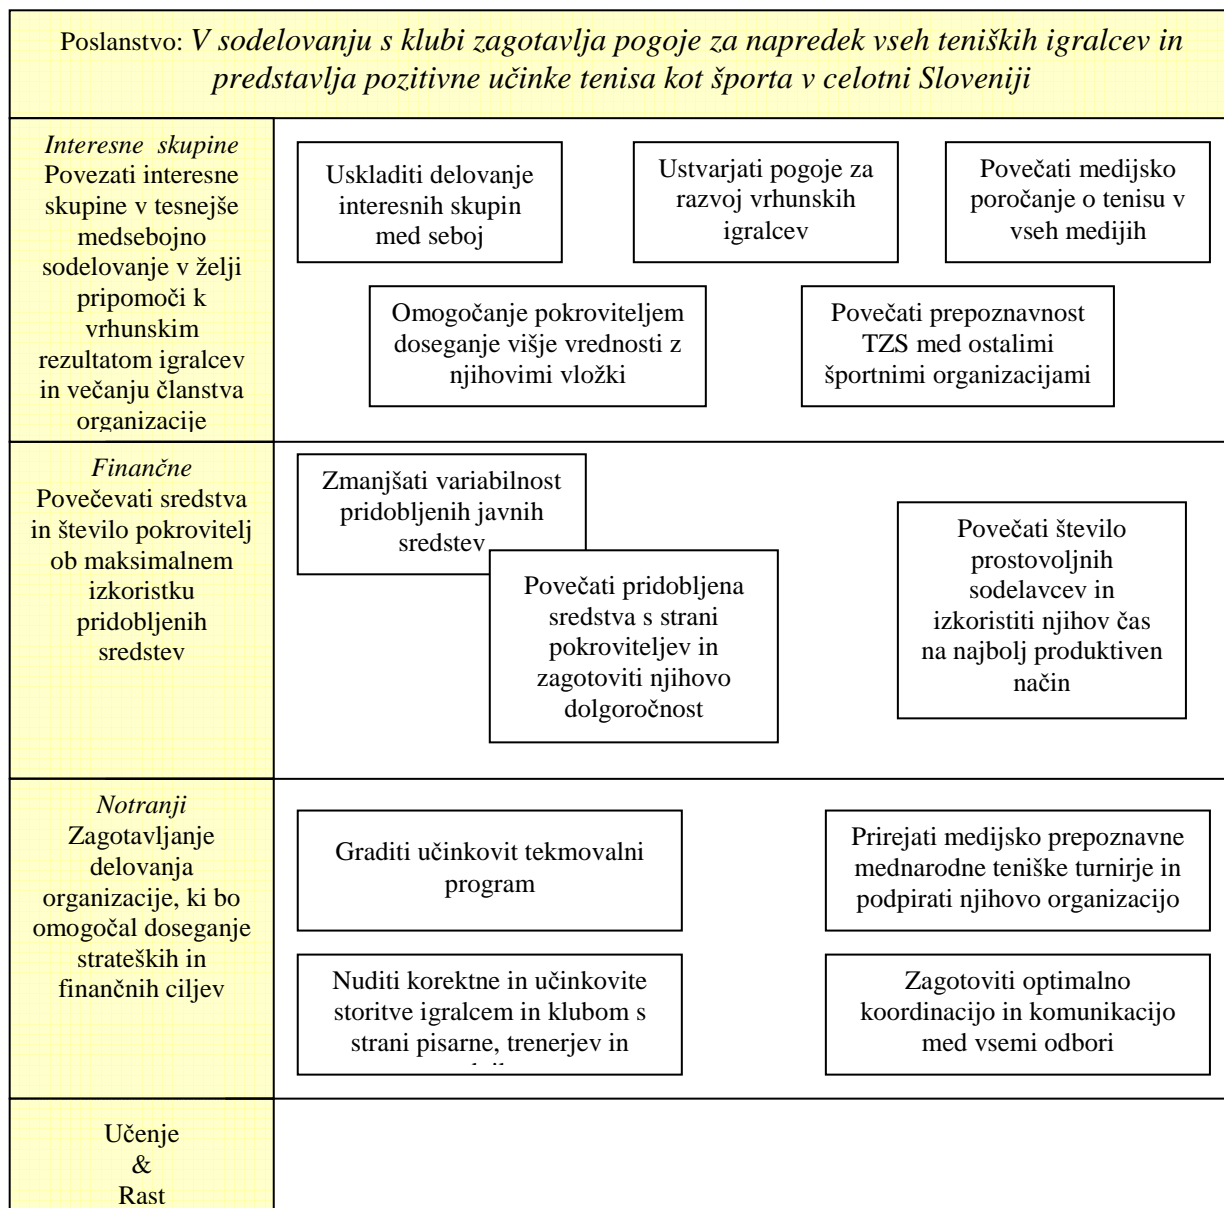 Poslanstvo: V sodelovanju s klubi zagotavlja pogoje za napredek vseh teniških igralcev in
predstavlja pozitivne učinke tenisa kot športa v celotni Sloveniji
Interesne skupine
Povezati interesne
skupine v tesnejše
medsebojno
sodelovanje v želji
pripomoči k
vrhunskim
rezultatom igralcev
in večanju članstva
organizacije
Uskladiti delovanje
interesnih skupin
med seboj
Ustvarjati pogoje za
razvoj vrhunskih
igralcev
Povečati medijsko
poročanje o tenisu v
vseh medijih
Omogočanje pokroviteljem
doseganje višje vrednosti z
njihovimi vložki
Povečati prepoznavnost
TZS med ostalimi
športnimi organizacijami
Finančne
Povečevati sredstva
in število pokrovitelj
ob maksimalnem
izkoristku
pridobljenih
sredstev
Zmanjšati variabilnost
pridobljenih javnih
sredstev
Povečati pridobljena
sredstva s strani
pokroviteljev in
zagotoviti njihovo
dolgoročnost
Povečati število
prostovoljnih
sodelavcev in
izkoristiti njihov čas
na najbolj produktiven
način
Notranji
Zagotavljanje
delovanja
organizacije, ki bo
omogočal doseganje
strateških in
finančnih ciljev
Graditi učinkovit tekmovalni
program
Prirejati medijsko prepoznavne
mednarodne teniške turnirje in
podpirati njihovo organizacijo
Nuditi korektne in učinkovite
storitve igralcem in klubom s
strani pisarne, trenerjev in
Zagotoviti optimalno
koordinacijo in komunikacijo
med vsemi odbori
Učenje
&
Rast